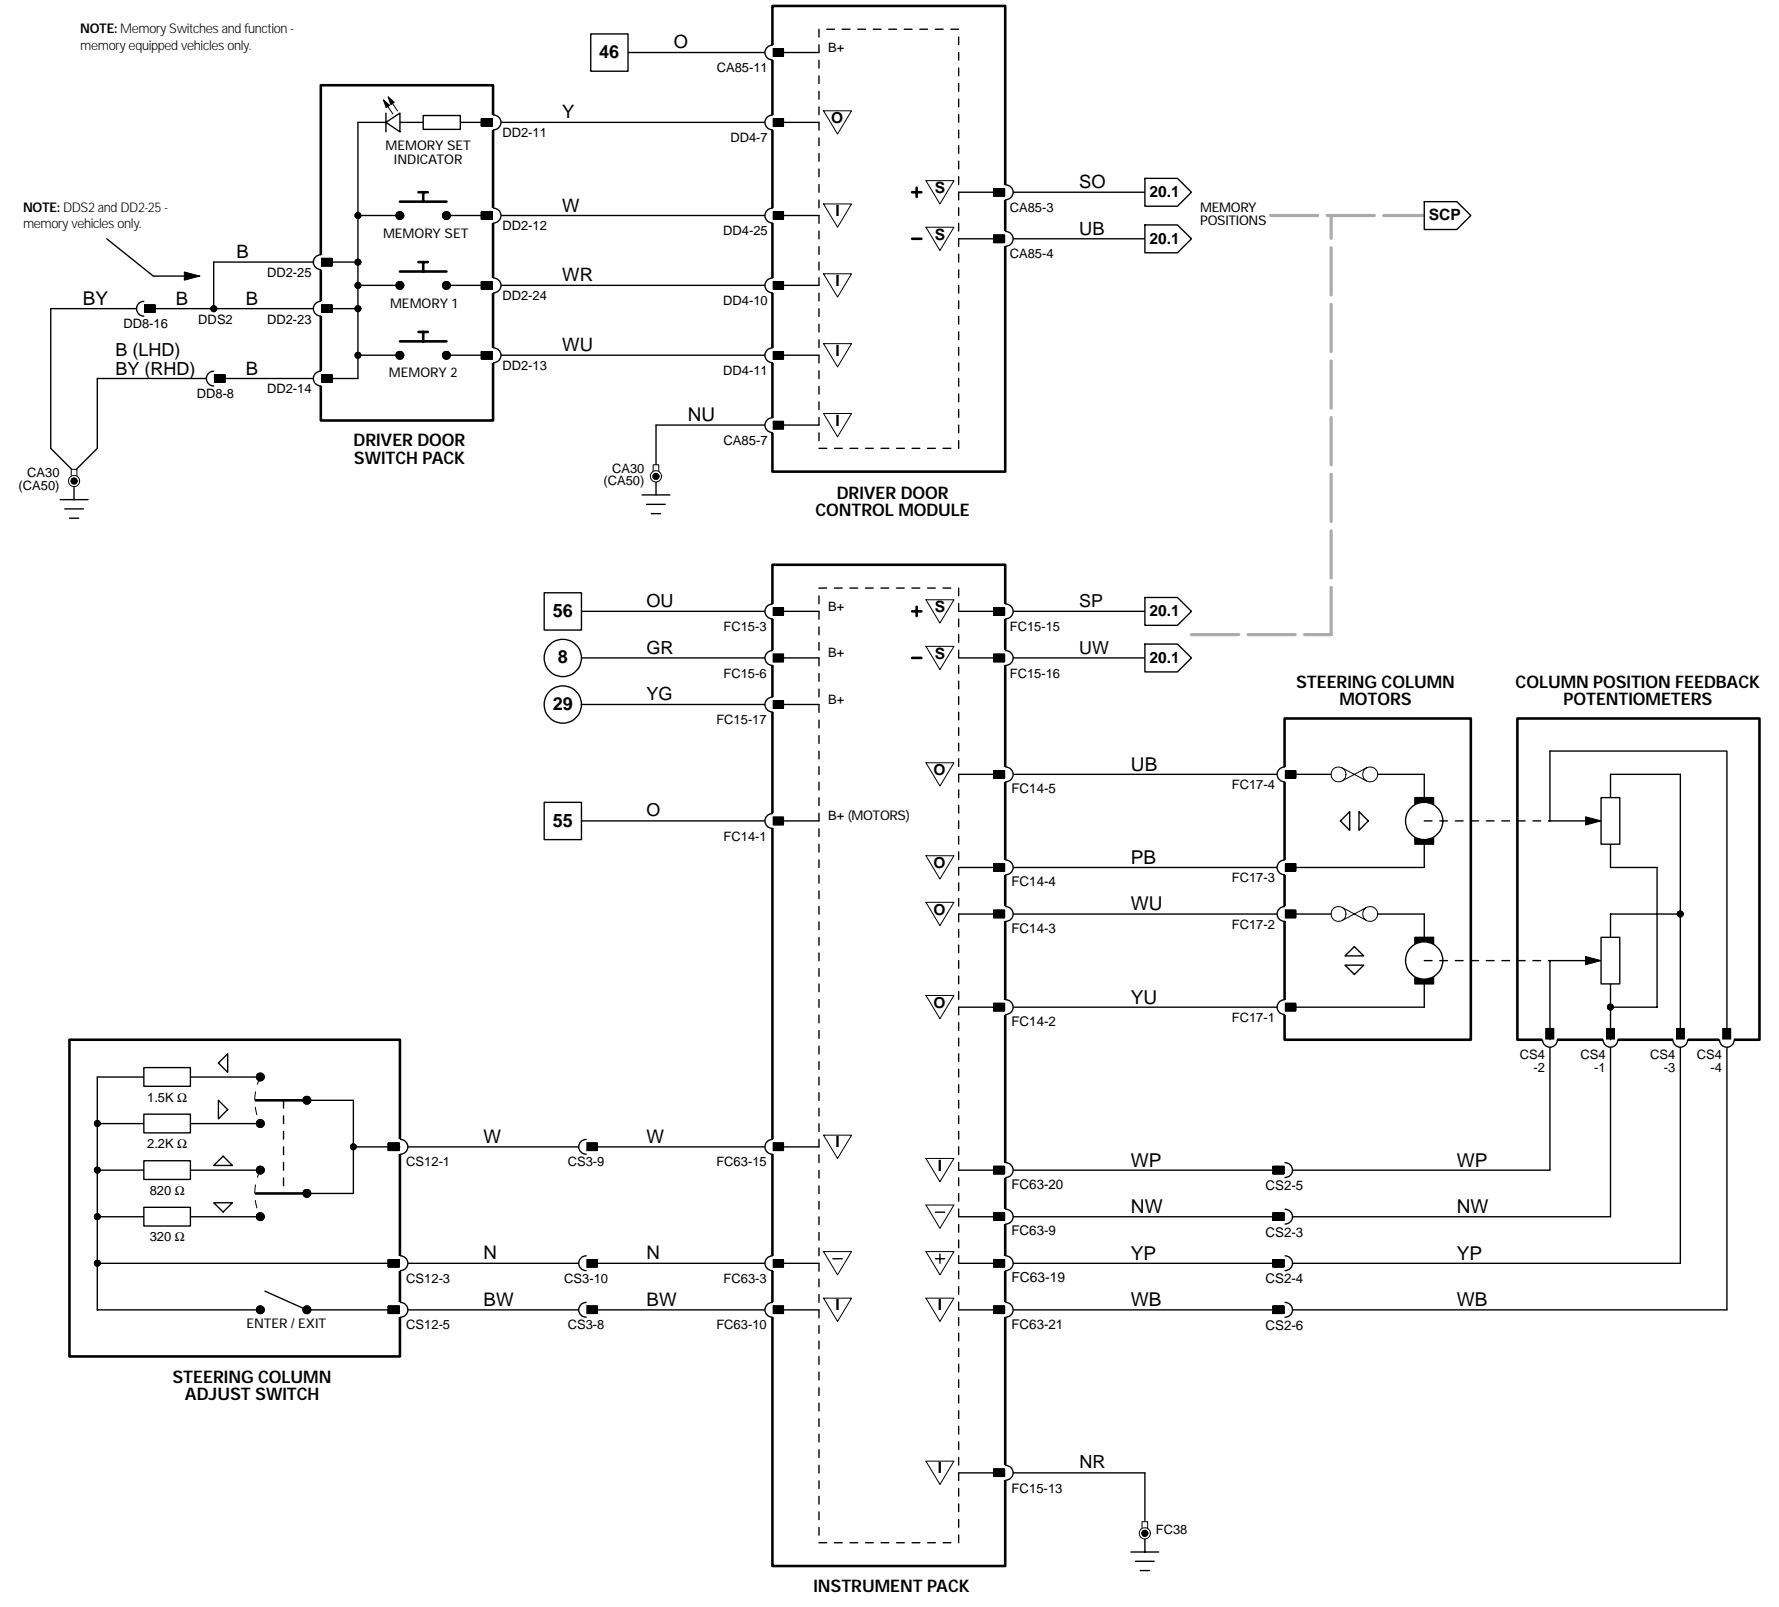 NOTE: Memory Switches and function -
memory equipped vehicles only.
46
O
CA85-11
B+
Y
DD2-11
DD4-7
O
MEMORY SET
INDICATOR
W
DD2-12
DD4-25
I
MEMORY SET
+
S
SO
CA85-3
20.1
-
S
UB
CA85-4
20.1
MEMORY
POSITIONS
SCP
NOTE: DDS2 and DD2-25 -
memory vehicles only.
B
DD2-25
WR
DD2-24
DD4-10
I
MEMORY 1
BY
DD8-16
B
DDS2
B
DD2-23
WU
DD2-13
DD4-11
I
MEMORY 2
B (LHD)
BY (RHD)
DD8-8
B
DD2-14
NU
CA85-7
I
CA30
(CA50)
CA30
(CA50)
DRIVER DOOR
SWITCH PACK
DRIVER DOOR
CONTROL MODULE
56
OU
FC15-3
B+
8
GR
FC15-6
B+
29
YG
FC15-17
B+
+
S
SP
FC15-15
20.1
-
S
UW
FC15-16
20.1
STEERING COLUMN
MOTORS
COLUMN POSITION FEEDBACK
POTENTIOMETERS
O
UB
FC14-5
FC17-4
55
O
FC14-1
B+ (MOTORS)
O
PB
FC14-4
FC17-3
O
WU
FC14-3
FC17-2
O
YU
FC14-2
FC17-1
CS4
-2
CS4
-1
CS4
-3
CS4
-4
1.5K Ω
2.2K Ω
820 Ω
320 Ω
W
CS12-1
CS3-9
W
FC63-15
I
I
WP
FC63-20
CS2-5
WP
-
NW
FC63-9
CS2-3
NW
N
CS12-3
CS3-10
N
FC63-3
-
+
YP
FC63-19
CS2-4
YP
ENTER / EXIT
BW
CS12-5
CS3-8
BW
FC63-10
I
I
WB
FC63-21
CS2-6
WB
STEERING COLUMN
ADJUST SWITCH
I
NR
FC15-13
FC38
INSTRUMENT PACK